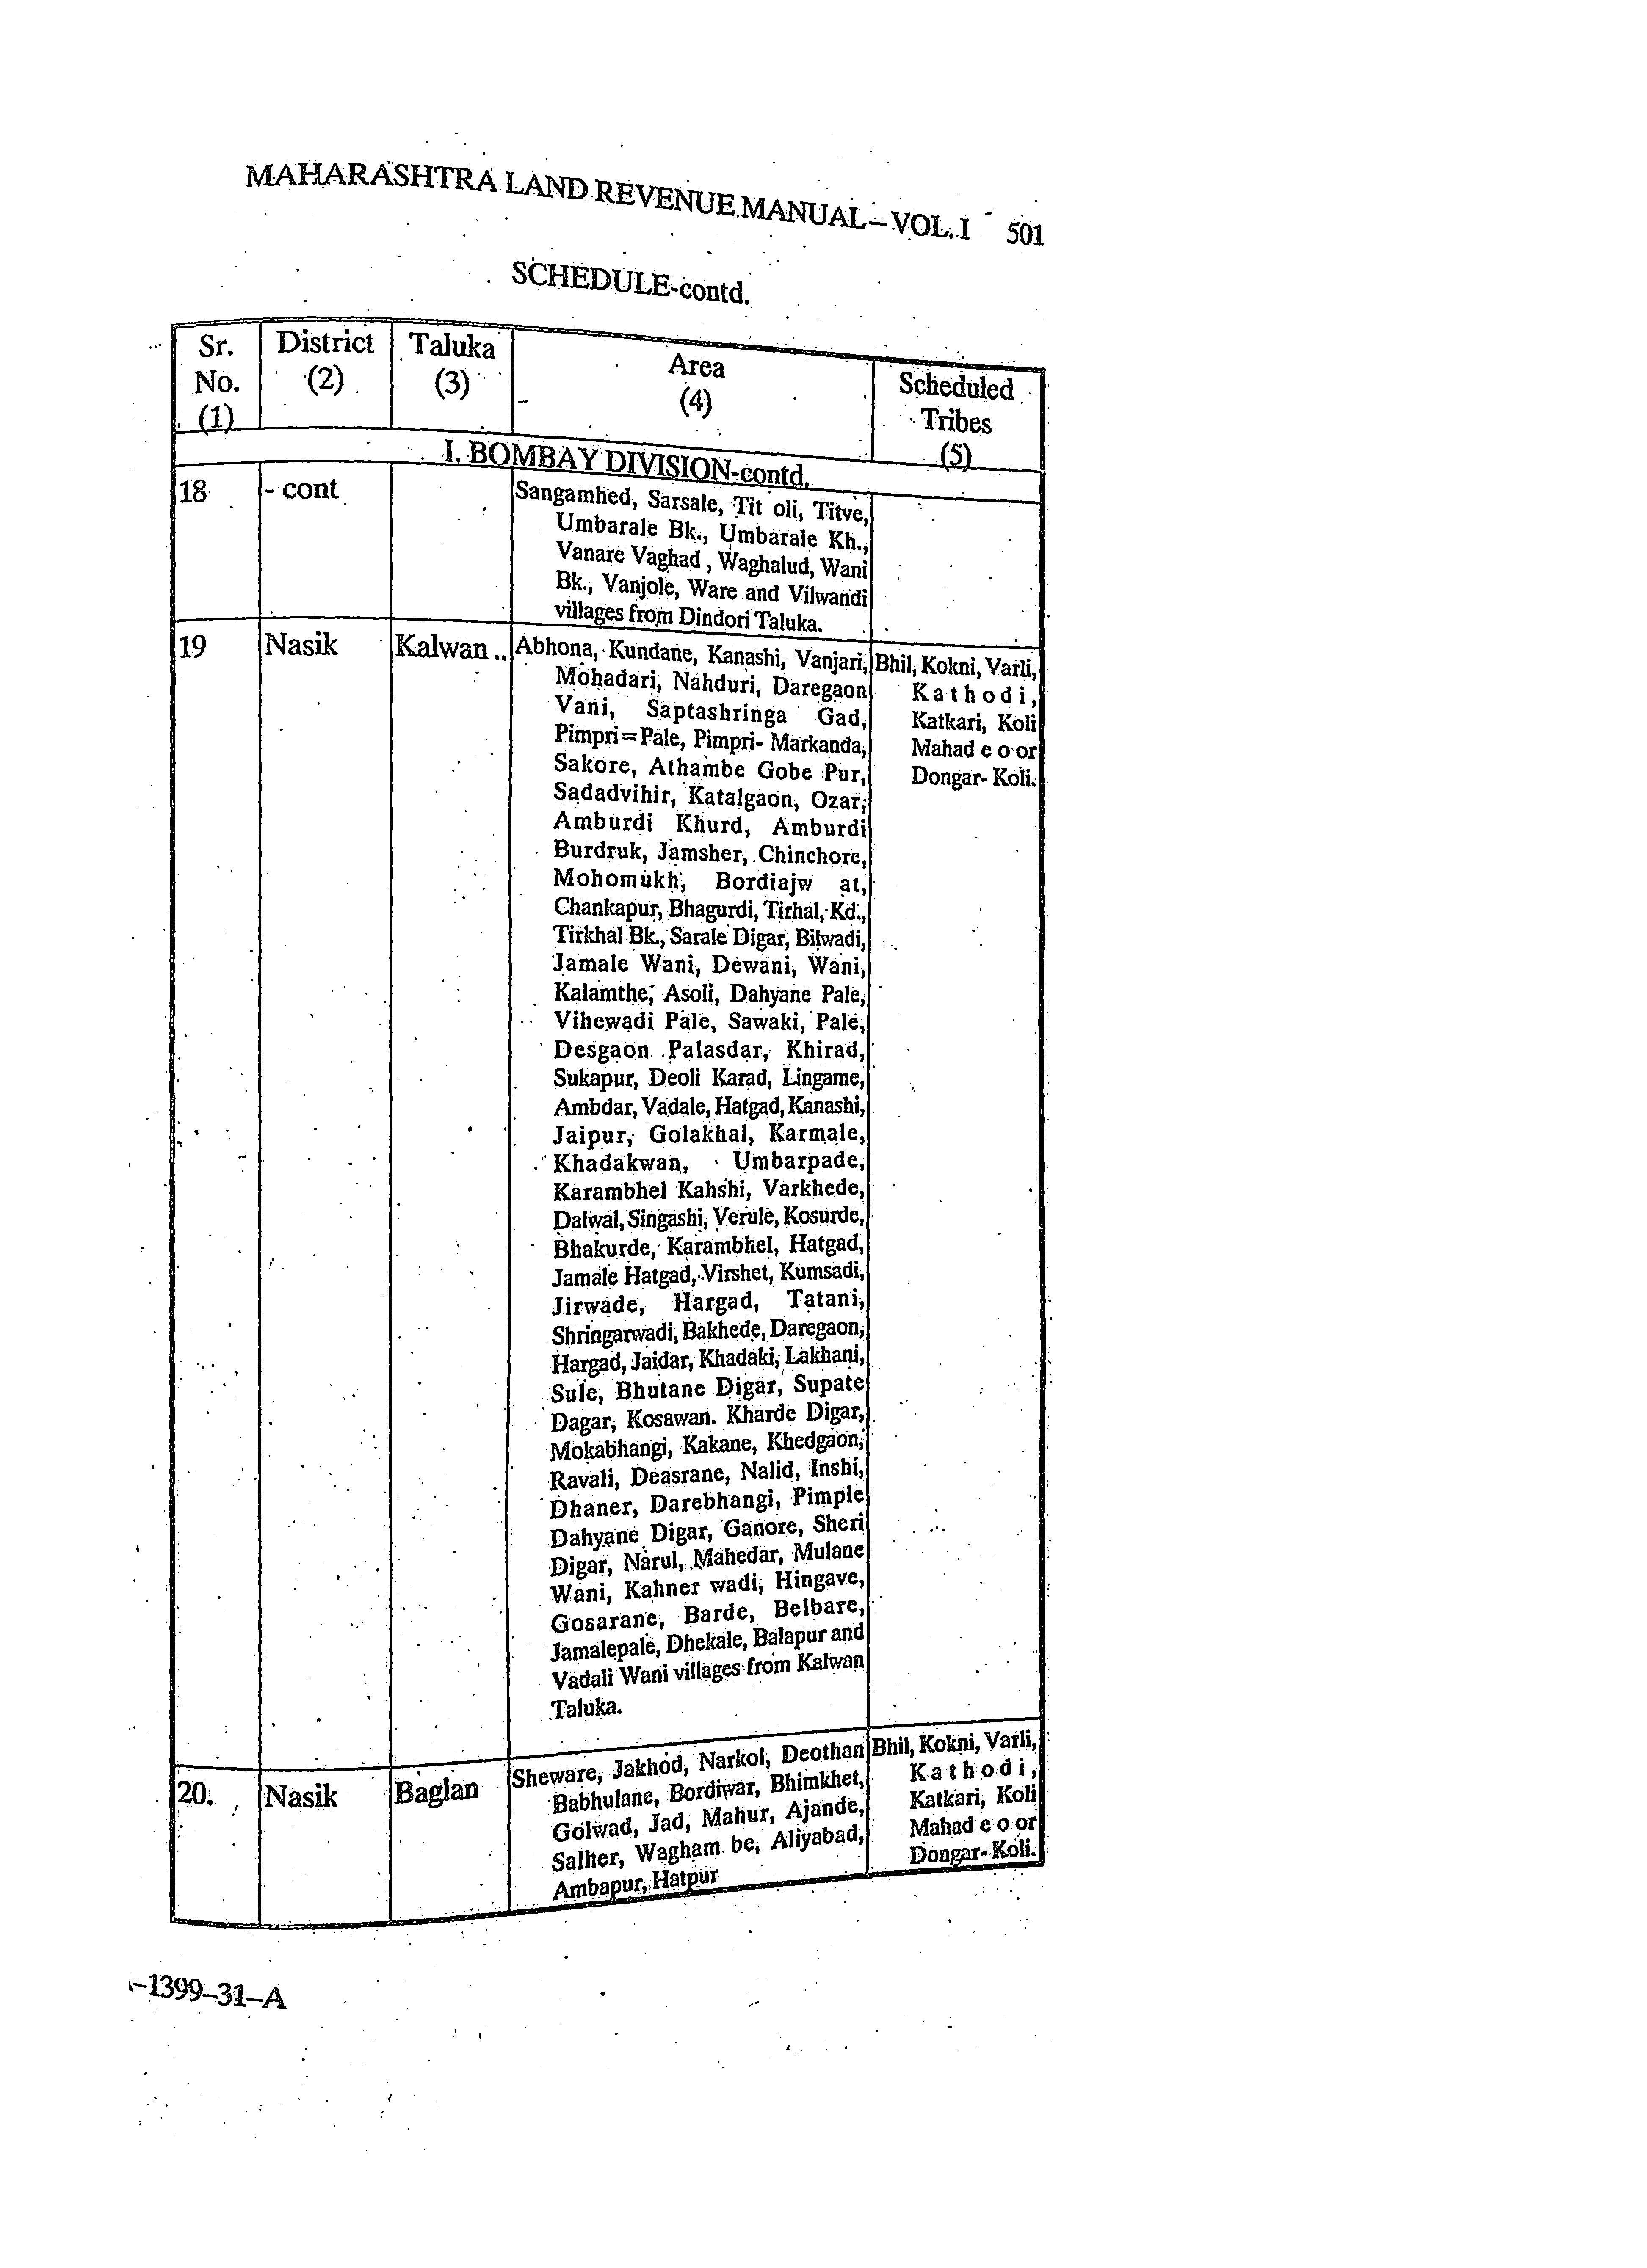 MAHARASHTRA LAND REVENUE MANUAL–VOL. I 501
SCHEDULE-contd.
Sr. No. (1) District (2) Taluka (3) Area (4) Scheduled Tribes (5)
I. BOMBAY DIVISION-contd.
18 - cont Sangamhed, Sarsale, Tit oli, Titve,
Umbarale Bk., Umbarale Kh.,
Vanare Vaghad , Waghalud, Wani
Bk., Vanjole, Ware and Vilwandi
villages from Dindori Taluka.
19 Nasik Kalwan .. Abhona, Kundane, Kanashi, Vanjari, Bhil, Kokni, Varli,
Mohadari, Nahduri, Daregaon Kathodi,
Vani, Saptashringa Gad, Katkari, Koli
Pimpri=Pale, Pimpri- Markanda, Mahad e o or
Sakore, Athambe Gobe Pur, Dongar- Koli.
Sadadvihir, Katalgaon, Ozar,
Amburdi Khurd, Amburdi
Burdruk, Jamsher, Chinchore,
Mohomukh, Bordiajw at,
Chankapur, Bhagurdi, Tirhal, Kd.,
Tirkhal Bk., Sarale Digar, Bilwadi,
Jamale Wani, Dewani, Wani,
Kalamthe, Asoli, Dahyane Pale,
Vihewadi Pale, Sawaki, Pale,
Desgaon Palasdar, Khirad,
Sukapur, Deoli Karad, Lingame,
Ambdar, Vadale, Hatgad, Kanashi,
Jaipur, Golakhal, Karmale,
Khadakwan, Umbarpade,
Karambhel Kahshi, Varkhede,
Dalwal, Singashi, Verule, Kosurde,
Bhakurde, Karambhel, Hatgad,
Jamale Hatgad, Virshet, Kumsadi,
Jirwade, Hargad, Tatani,
Shringarwadi, Bakhede, Daregaon,
Hargad, Jaidar, Khadaki, Lakhani,
Sule, Bhutane Digar, Supate
Dagar, Kosawan. Kharde Digar,
Mokabhangi, Kakane, Khedgaon,
Ravali, Deasrane, Nalid, Inshi,
Dhaner, Darebhangi, Pimple
Dahyane Digar, Ganore, Sheri
Digar, Narul, Mahedar, Mulane
Wani, Kahner wadi, Hingave,
Gosarane, Barde, Belbare,
Jamalepale, Dhekale, Balapur and
Vadali Wani villages from Kalwan
Taluka.
20. Nasik Baglan Sheware, Jakhod, Narkol, Deothan Bhil, Kokni, Varli,
Babhulane, Bordiwar, Bhimkhet, Kathodi,
Golwad, Jad, Mahur, Ajande, Katkari, Koli
Salher, Wagham be, Aliyabad, Mahad e o or
Ambapur, Hatpur Dongar- Koli.
–1399–31–A